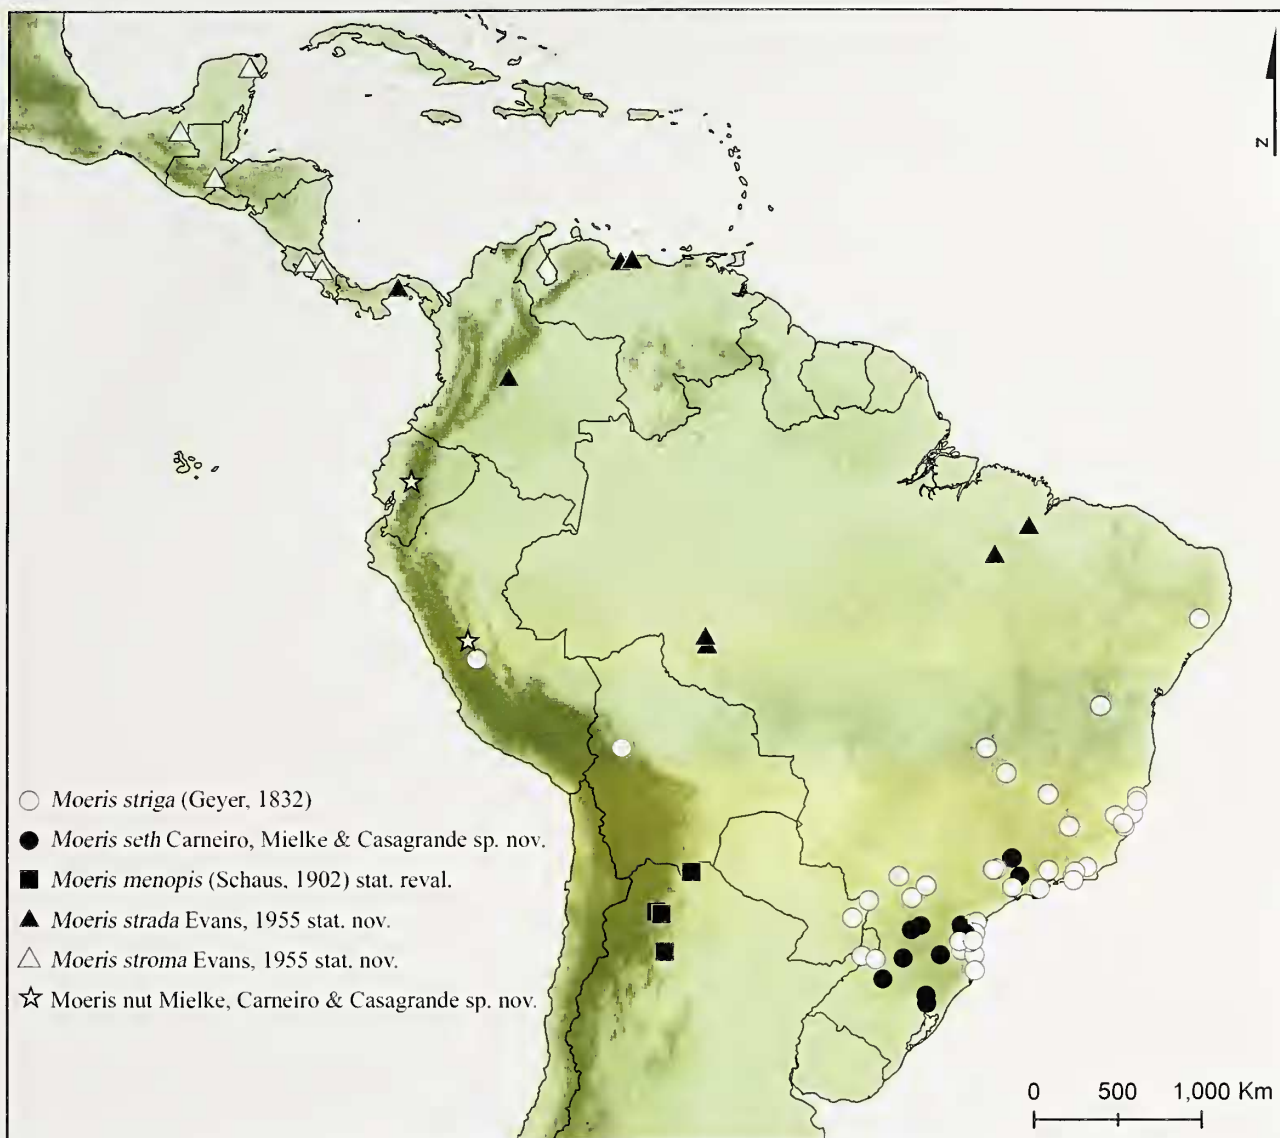 N
Moeris striga (Geyer, 1832)
Moeris seth Carneiro, Mielke & Casagrande sp. nov.
Moeris menopis (Schaus, 1902) stat. reval.
Moeris strada Evans, 1955 stat. nov.
Moeris stroma Evans, 1955 stat. nov.
Moeris nut Mielke, Carneiro & Casagrande sp. nov.
0 500 1,000 Km